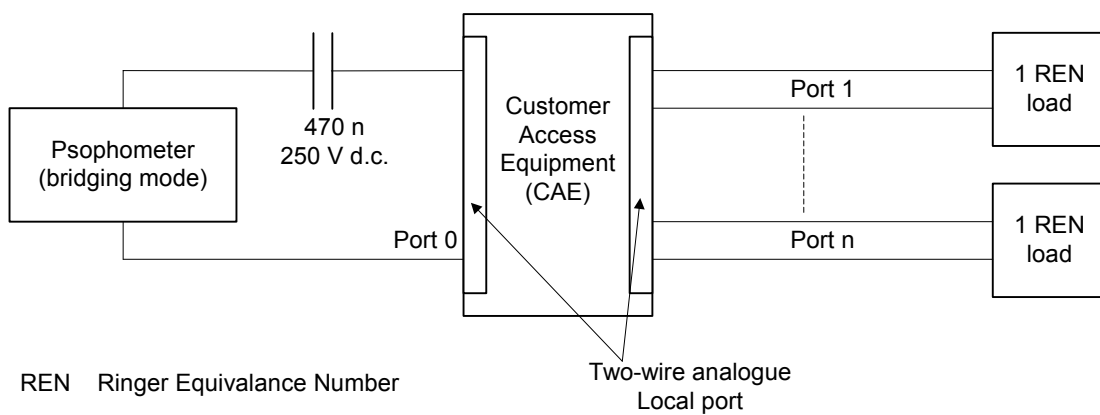 Psophometer
(bridging mode)
470 n
250 V d.c.
Port 0
Customer
Access
Equipment
(CAE)
Port 1
1 REN
load
Port n
1 REN
load
Two-wire analogue
Local port
REN Ringer Equivalance Number